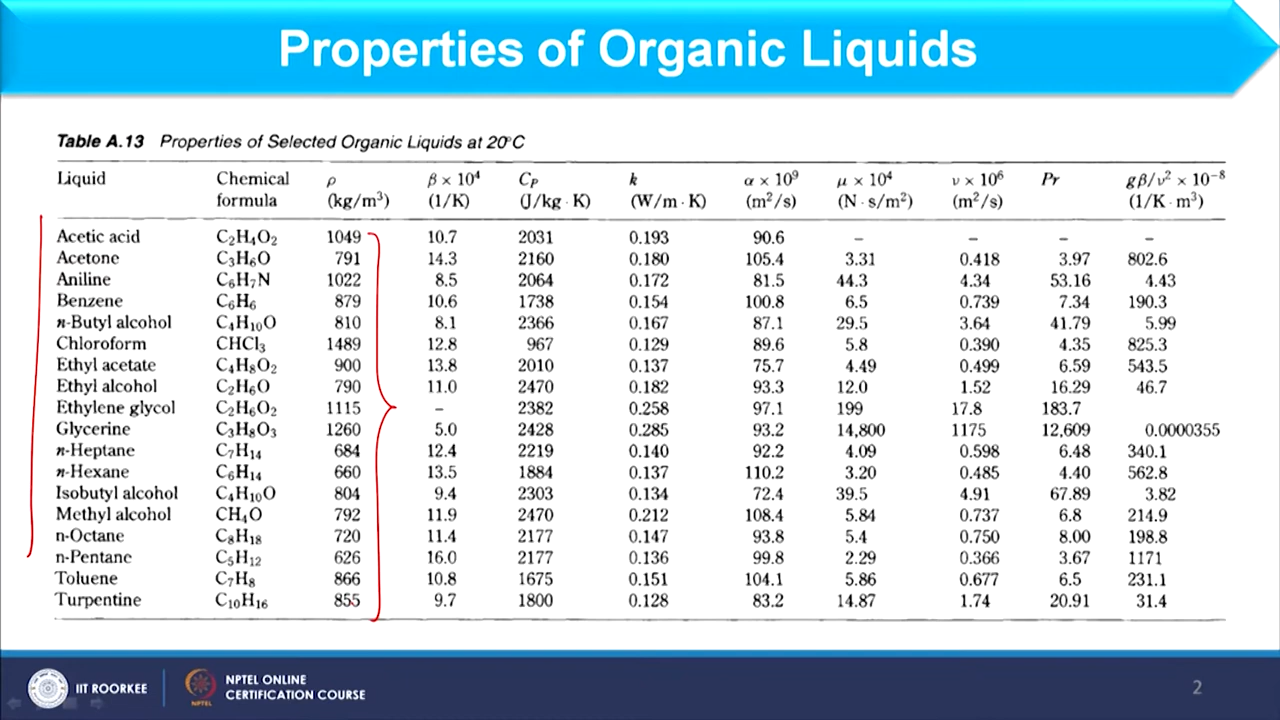 Properties of Organic Liquids
Table A.13 Properties of Selected Organic Liquids at 20°C
Liquid Chemical formula ρ (kg/m³) β × 10⁴ (1/K) C_P (J/kg · K) k (W/m · K) α × 10⁹ (m²/s) μ × 10⁴ (N · s/m²) ν × 10⁶ (m²/s) Pr gβ/ν² × 10⁻⁸ (1/K · m³)
Acetic acid C₂H₄O₂ 1049 10.7 2031 0.193 90.6 – – – –
Acetone C₃H₆O 791 14.3 2160 0.180 105.4 3.31 0.418 3.97 802.6
Aniline C₆H₇N 1022 8.5 2064 0.172 81.5 44.3 4.34 53.16 4.43
Benzene C₆H₆ 879 10.6 1738 0.154 100.8 6.5 0.739 7.34 190.3
n-Butyl alcohol C₄H₁₀O 810 8.1 2366 0.167 87.1 29.5 3.64 41.79 5.99
Chloroform CHCl₃ 1489 12.8 967 0.129 89.6 5.8 0.390 4.35 825.3
Ethyl acetate C₄H₈O₂ 900 13.8 2010 0.137 75.7 4.49 0.499 6.59 543.5
Ethyl alcohol C₂H₆O 790 11.0 2470 0.182 93.3 12.0 1.52 16.29 46.7
Ethylene glycol C₂H₆O₂ 1115 – 2382 0.258 97.1 199 17.8 183.7
Glycerine C₃H₈O₃ 1260 5.0 2428 0.285 93.2 14,800 1175 12,609 0.0000355
n-Heptane C₇H₁₄ 684 12.4 2219 0.140 92.2 4.09 0.598 6.48 340.1
n-Hexane C₆H₁₄ 660 13.5 1884 0.137 110.2 3.20 0.485 4.40 562.8
Isobutyl alcohol C₄H₁₀O 804 9.4 2303 0.134 72.4 39.5 4.91 67.89 3.82
Methyl alcohol CH₄O 792 11.9 2470 0.212 108.4 5.84 0.737 6.8 214.9
n-Octane C₈H₁₈ 720 11.4 2177 0.147 93.8 5.4 0.750 8.00 198.8
n-Pentane C₅H₁₂ 626 16.0 2177 0.136 99.8 2.29 0.366 3.67 1171
Toluene C₇H₈ 866 10.8 1675 0.151 104.1 5.86 0.677 6.5 231.1
Turpentine C₁₀H₁₆ 855 9.7 1800 0.128 83.2 14.87 1.74 20.91 31.4
IIT ROORKEE
NPTEL
NPTEL ONLINE
CERTIFICATION COURSE
2